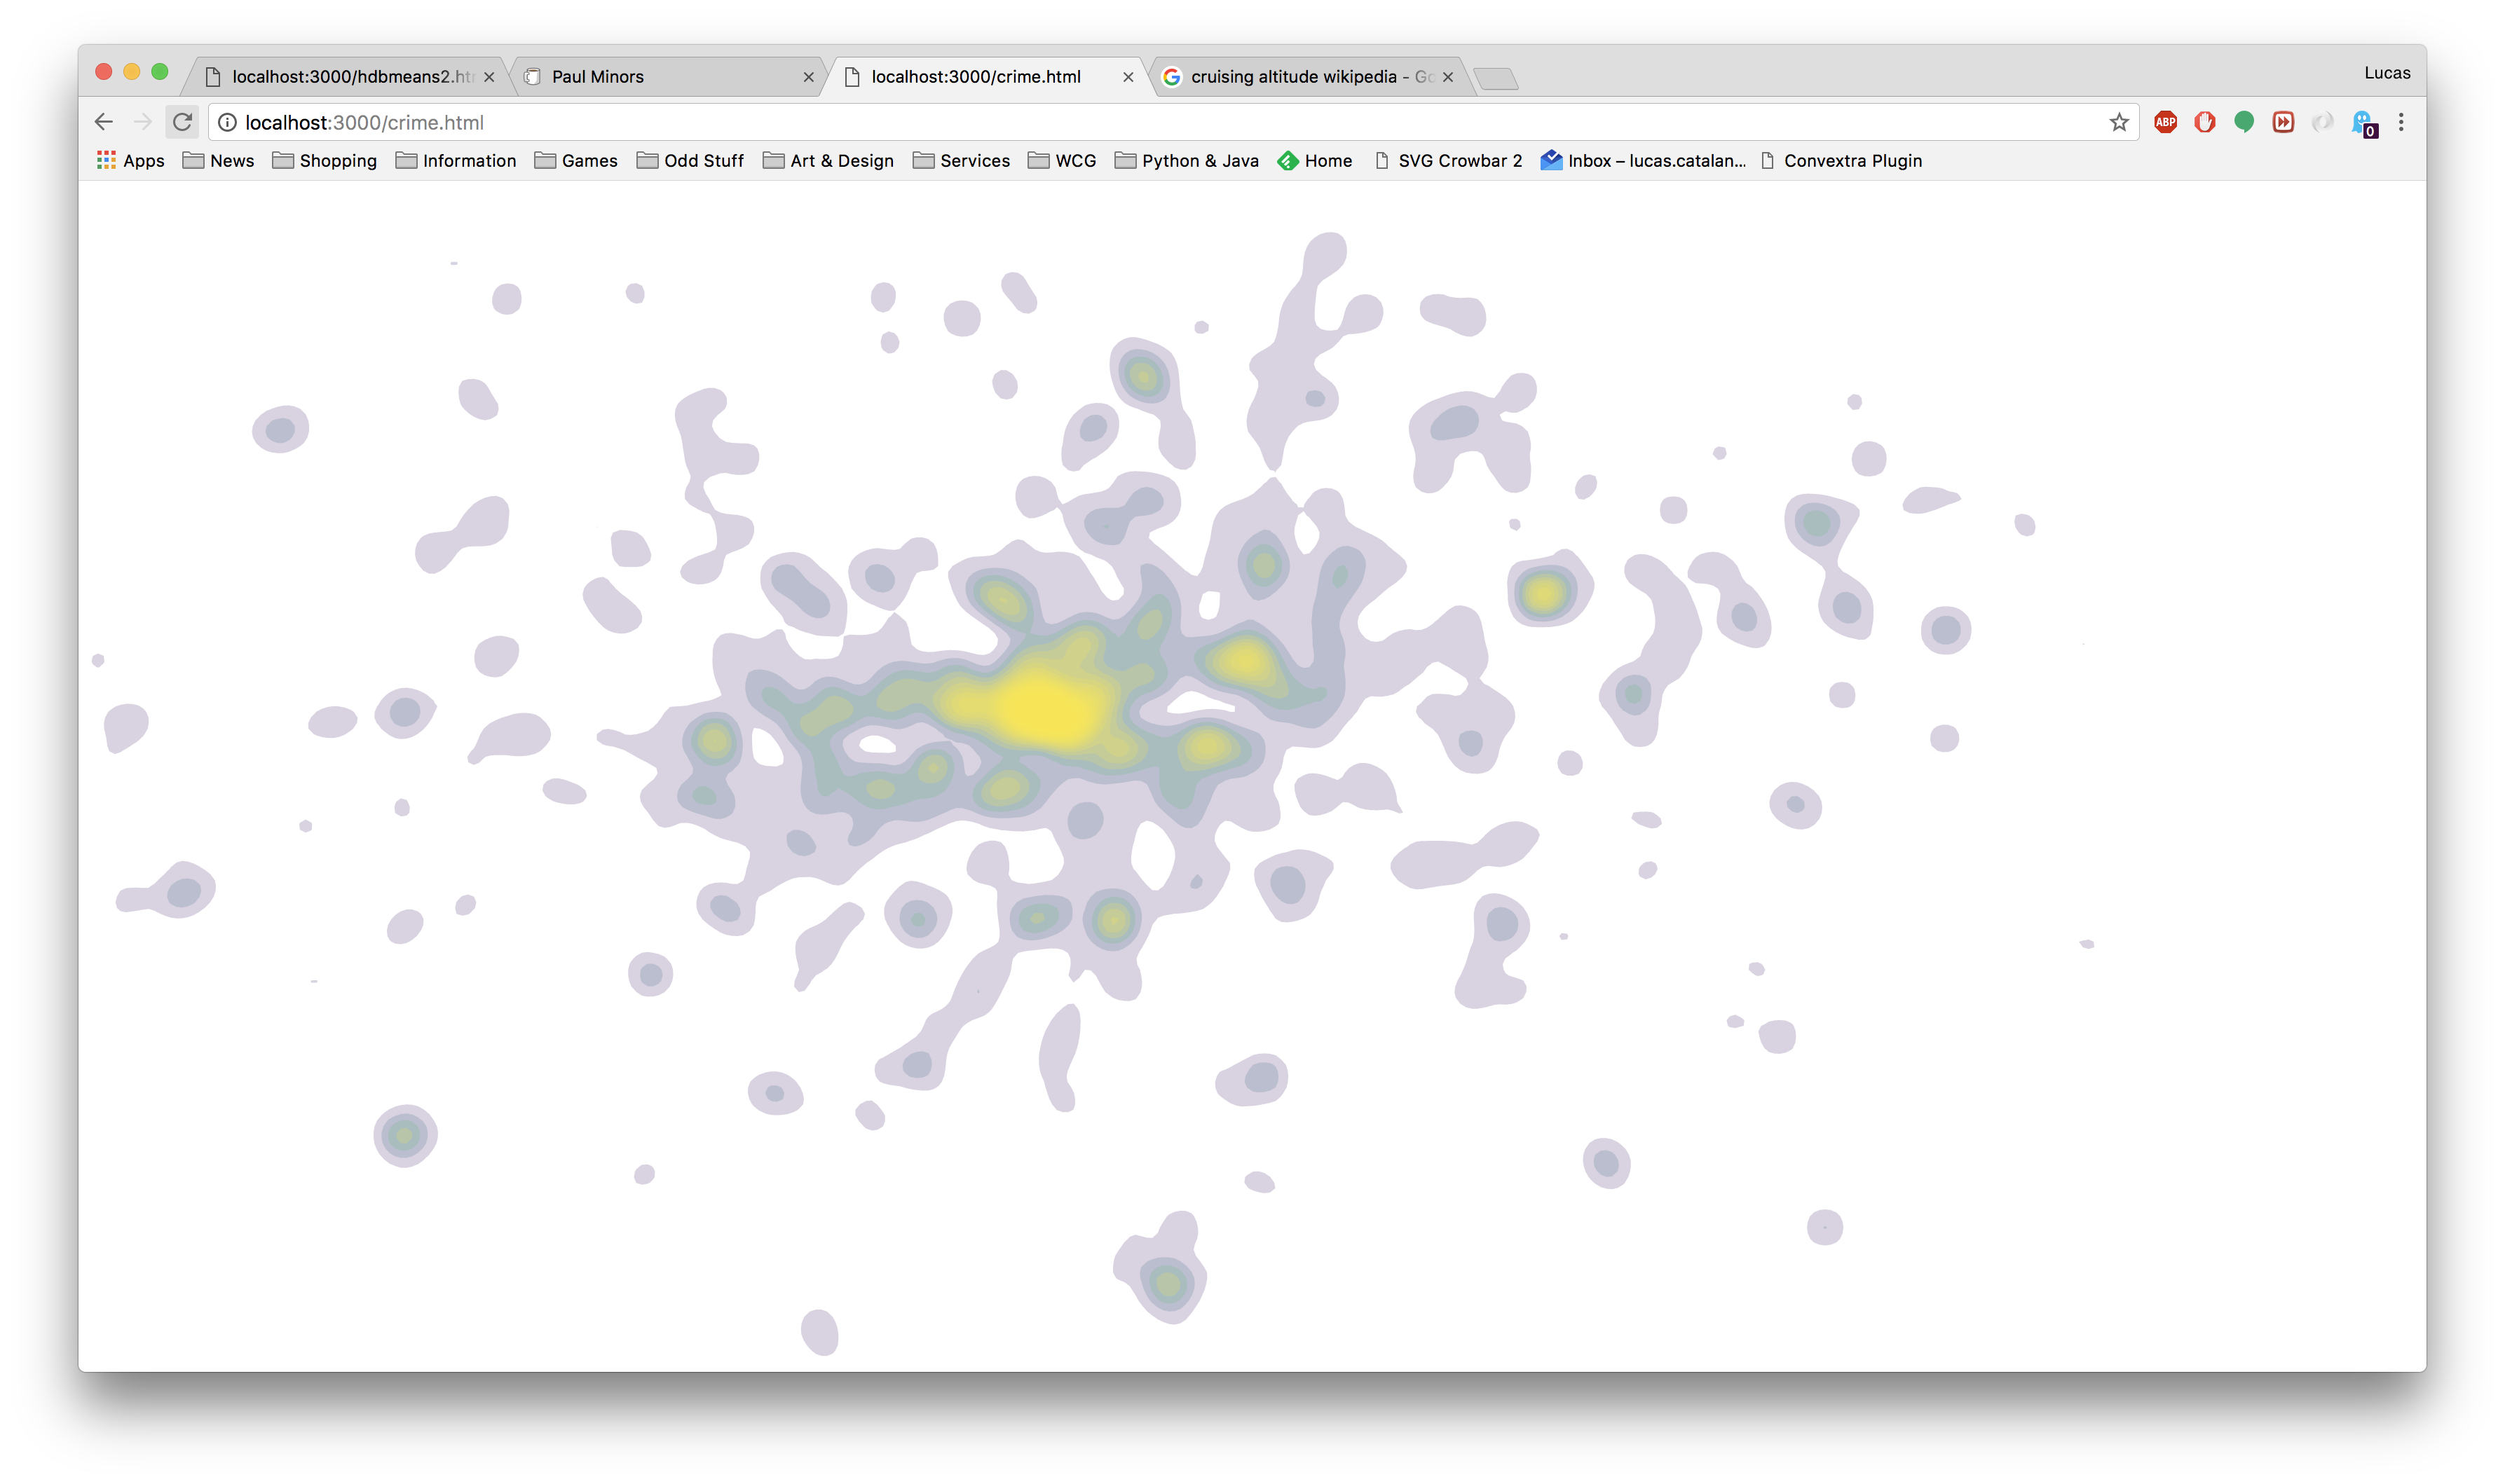 localhost:3000/hdbmeans2.ht Paul Minors localhost:3000/crime.html cruising altitude wikipedia - Go Lucas
localhost:3000/crime.html ABP 0
Apps News Shopping Information Games Odd Stuff Art & Design Services WCG Python & Java Home SVG Crowbar 2 Inbox – lucas.catalan... Convextra Plugin